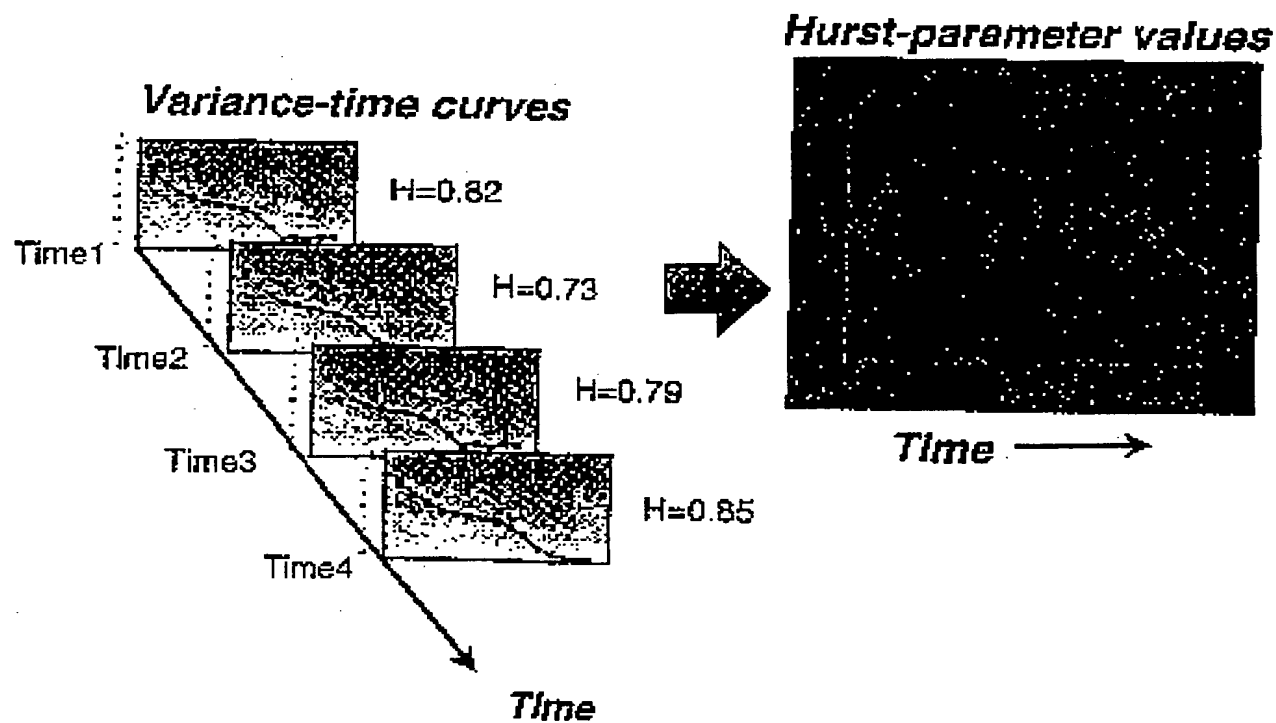 Hurst-parameter values
Variance-time curves
H=0.82
Time1
H=0.73
Time2
H=0.79
Time
Time3
H=0.85
Time4
Time